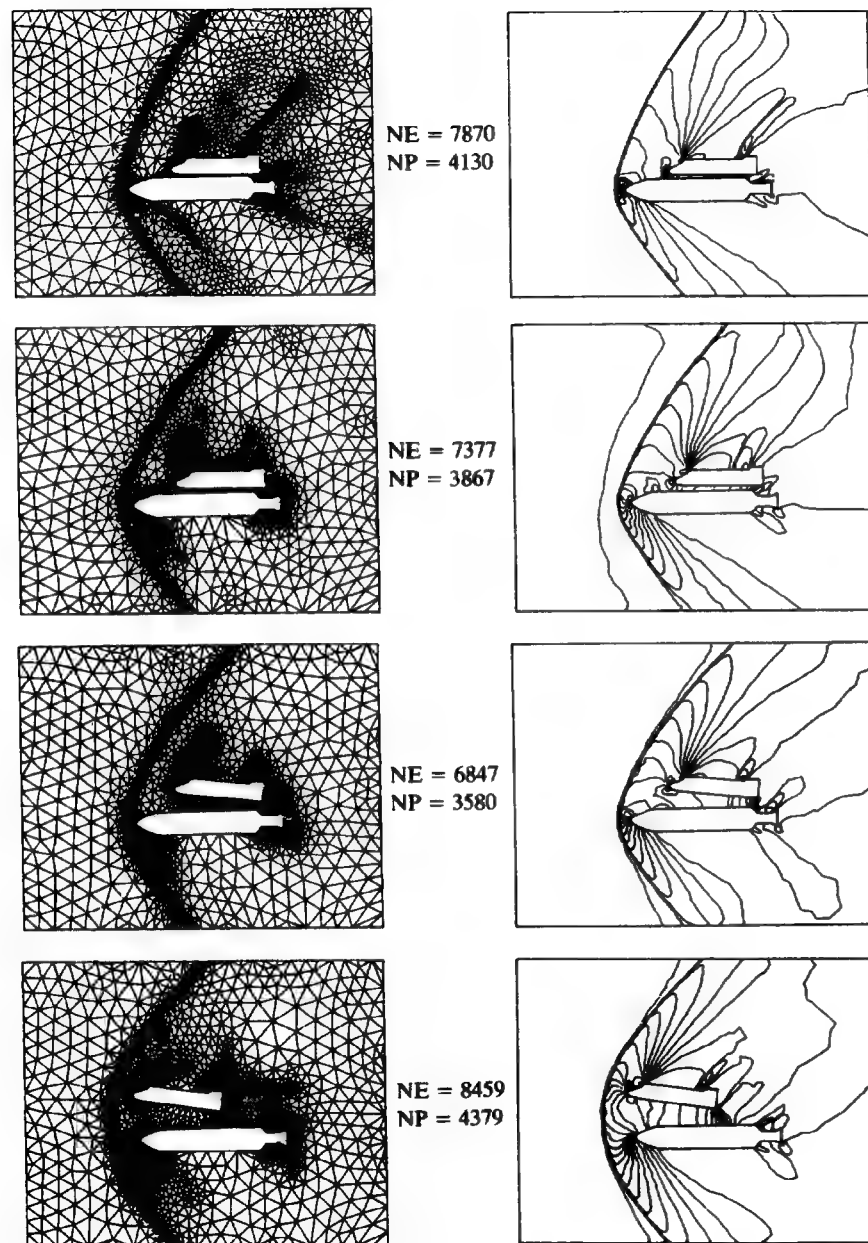 NE = 7870
NP = 4130
NE = 7377
NP = 3867
NE = 6847
NP = 3580
NE = 8459
NP = 4379